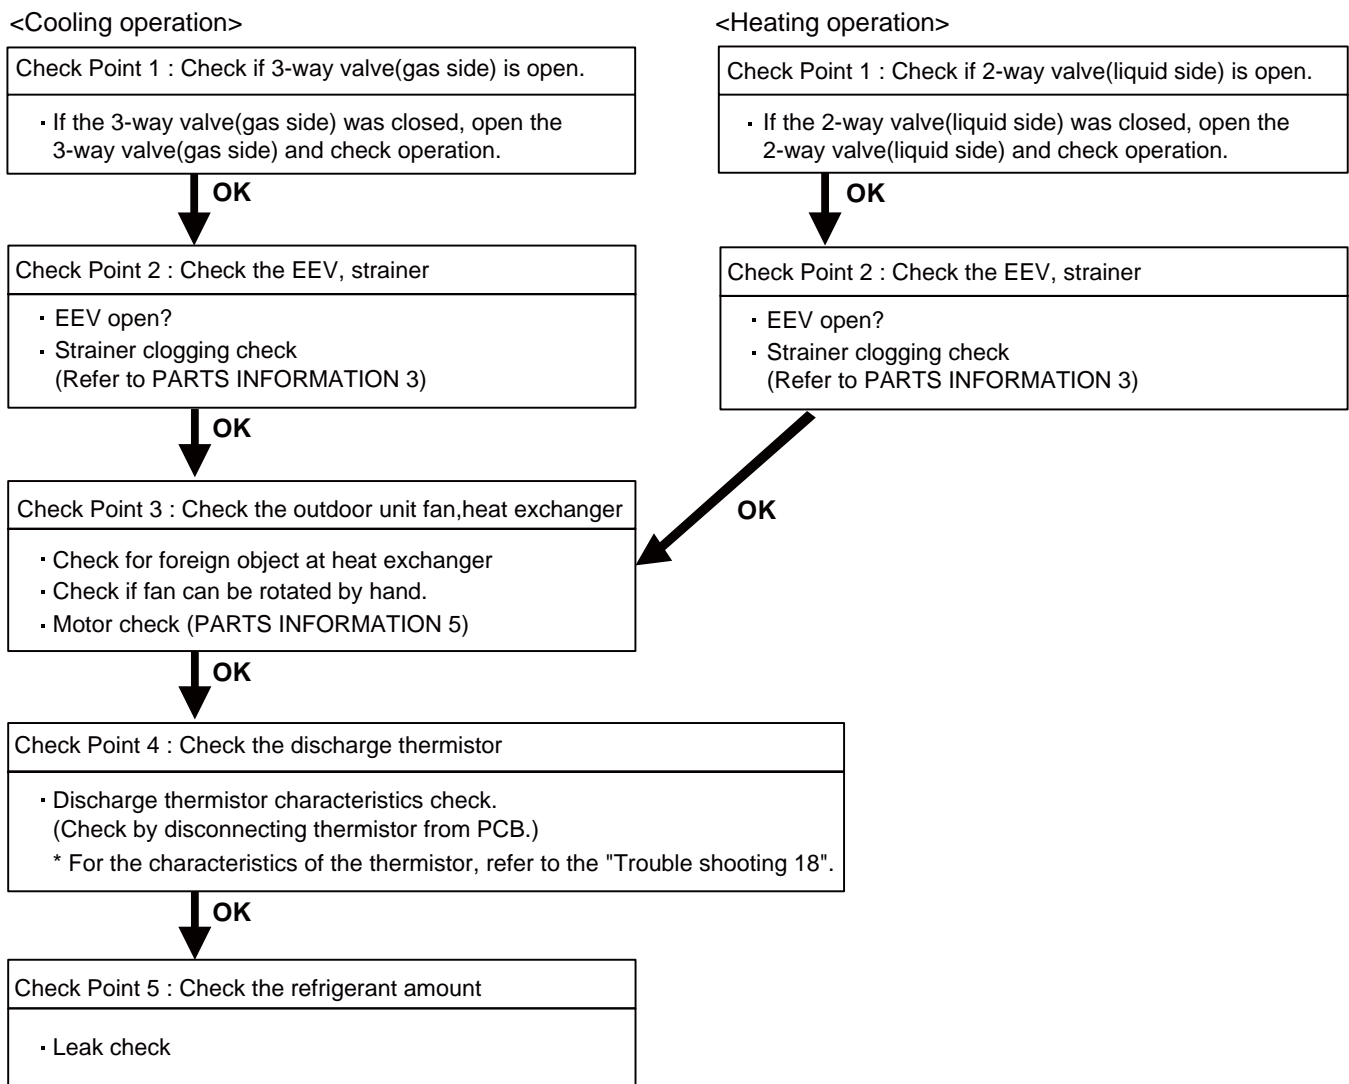 <Cooling operation>
Check Point 1 : Check if 3-way valve(gas side) is open.
· If the 3-way valve(gas side) was closed, open the
3-way valve(gas side) and check operation.
OK
Check Point 2 : Check the EEV, strainer
· EEV open?
· Strainer clogging check
(Refer to PARTS INFORMATION 3)
OK
<Heating operation>
Check Point 1 : Check if 2-way valve(liquid side) is open.
· If the 2-way valve(liquid side) was closed, open the
2-way valve(liquid side) and check operation.
OK
Check Point 2 : Check the EEV, strainer
· EEV open?
· Strainer clogging check
(Refer to PARTS INFORMATION 3)
OK
Check Point 3 : Check the outdoor unit fan,heat exchanger
· Check for foreign object at heat exchanger
· Check if fan can be rotated by hand.
· Motor check (PARTS INFORMATION 5)
OK
Check Point 4 : Check the discharge thermistor
· Discharge thermistor characteristics check.
(Check by disconnecting thermistor from PCB.)
* For the characteristics of the thermistor, refer to the "Trouble shooting 18".
OK
Check Point 5 : Check the refrigerant amount
· Leak check